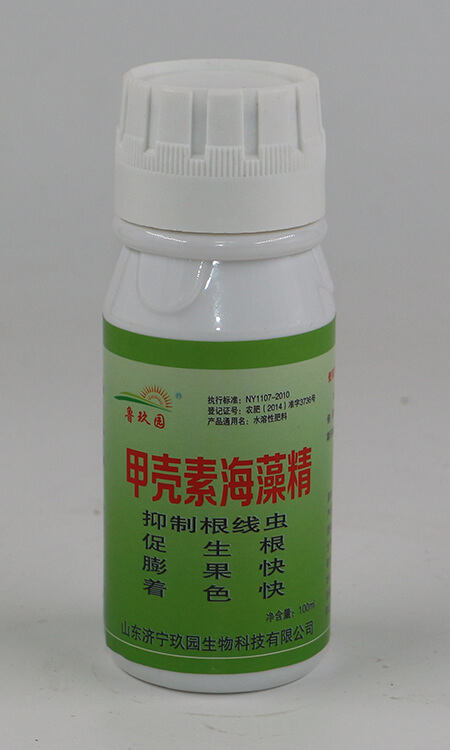 鲁玖园
®
执行标准：NY1107-2010
登记证号：农肥（2014）准字3736号
产品通用名：水溶性肥料
甲壳素海藻精
抑制根线虫
促生根
膨果快
着色快
净含量：100m
山东济宁玖园生物科技有限公司